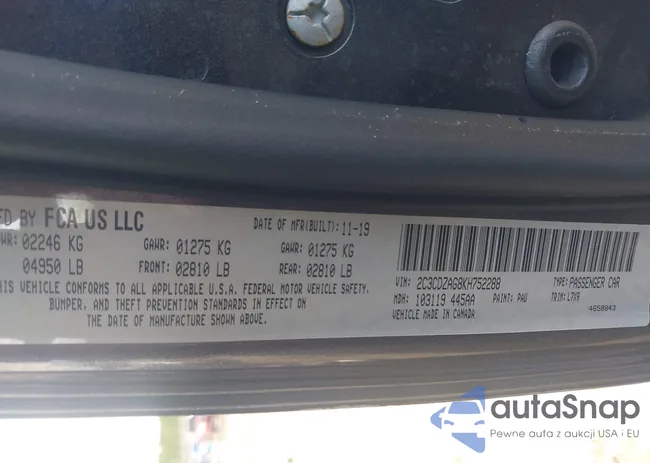 ED BY FCA US LLC
DATE OF MFR(BUILT): 11-19
WR: 02246 KG
GAWR: 01275 KG
GAWR: 01275 KG
04950 LB
FRONT: 02810 LB
REAR: 02810 LB
THIS VEHICLE CONFORMS TO ALL APPLICABLE U.S.A. FEDERAL MOTOR VEHICLE SAFETY,
BUMPER, AND THEFT PREVENTION STANDARDS IN EFFECT ON
THE DATE OF MANUFACTURE SHOWN ABOVE.
VIN: 2C3CDZAG8KH752288
TYPE: PASSENGER CAR
MDH: 103119 445AA
PAINT: PAU
TRIM: L7X9
VEHICLE MADE IN CANADA
4658843
autaSnap
Pewne auta z aukcji USA i EU